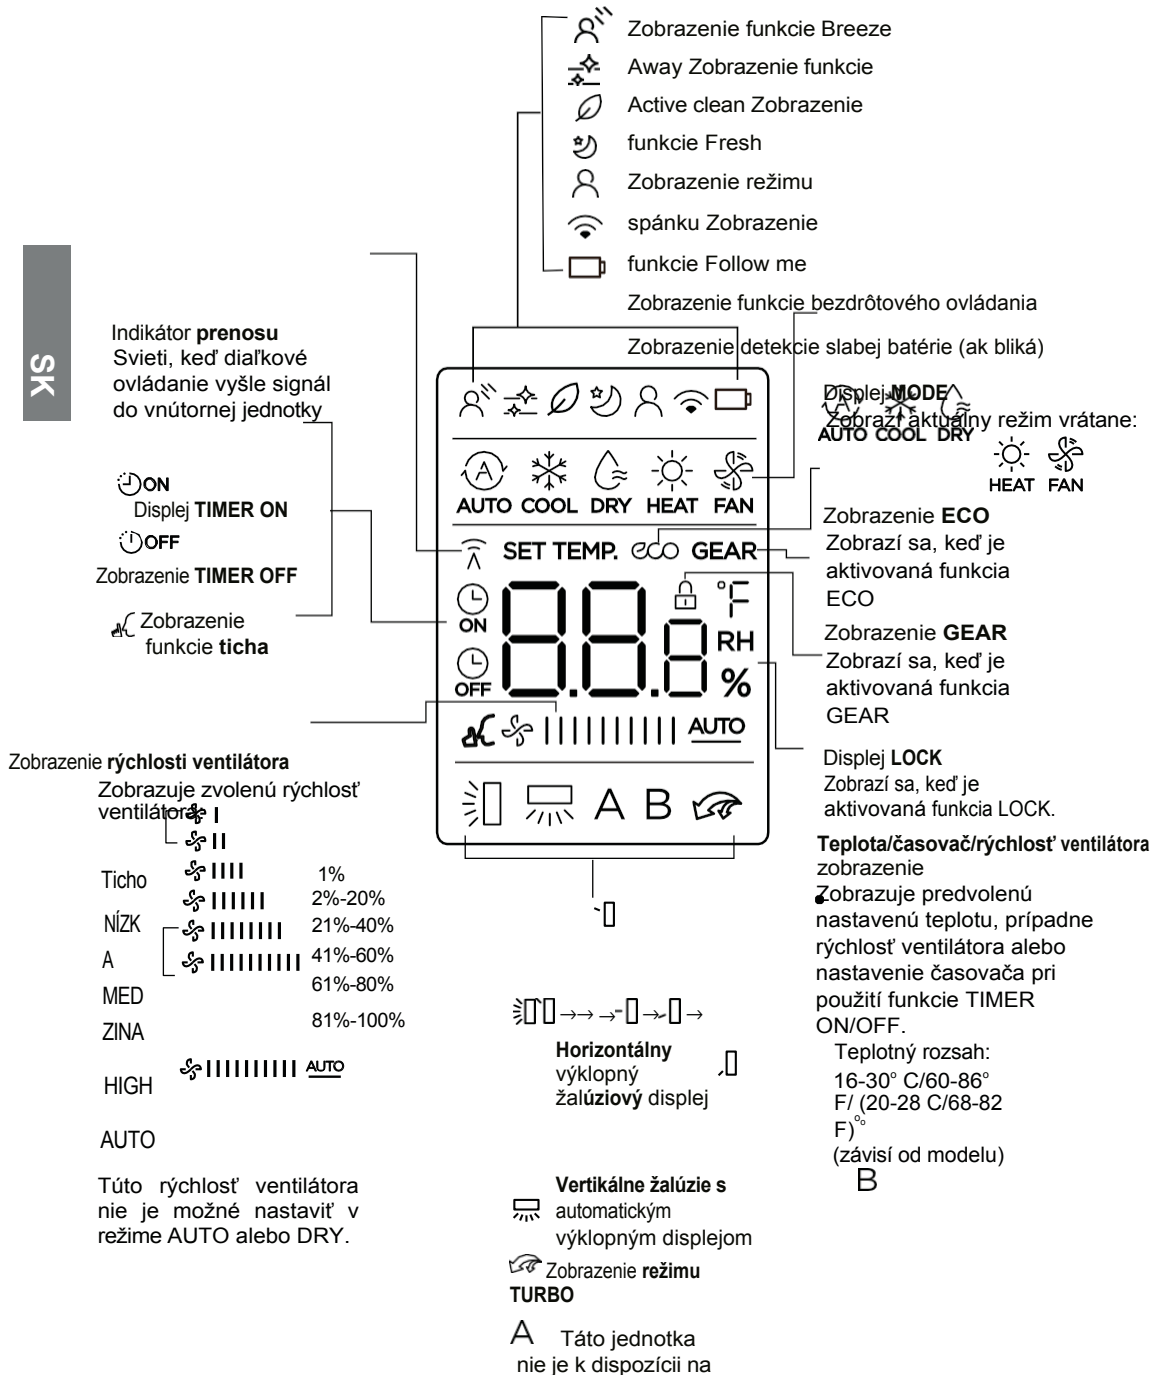 Zobrazenie funkcie Breeze
Away Zobrazenie funkcie
Active clean Zobrazenie
funkcie Fresh
Zobrazenie režimu
spánku Zobrazenie
funkcie Follow me
Zobrazenie funkcie bezdrôtového ovládania
Zobrazenie detekcie slabej batérie (ak bliká)
SK
Indikátor prenosu
Svieti, keď diaľkové
ovládanie vyšle signál
do vnútornej jednotky
ON
Displej TIMER ON
OFF
Zobrazenie TIMER OFF
Zobrazenie
funkcie ticha
A
AUTO COOL DRY HEAT FAN
SET TEMP. eco GEAR
ON
OFF
88.8
°F
RH
%
AUTO
A B
Displej MODE
Zobrazí aktuálny režim vrátane:
A
AUTO COOL DRY
HEAT FAN
Zobrazenie ECO
Zobrazí sa, keď je
aktivovaná funkcia
ECO
Zobrazenie GEAR
Zobrazí sa, keď je
aktivovaná funkcia
GEAR
Displej LOCK
Zobrazí sa, keď je
aktivovaná funkcia LOCK.
Zobrazenie rýchlosti ventilátora
Zobrazuje zvolenú rýchlosť
ventilátora
Ticho
NÍZK
A
MED
ZINA
HIGH
AUTO
1%
2%-20%
21%-40%
41%-60%
61%-80%
81%-100%
AUTO
Túto rýchlosť ventilátora
nie je možné nastaviť v
režime AUTO alebo DRY.
Horizontálny
výklopný
žalúziový displej
Vertikálne žalúzie s
automatickým
výklopným displejom
Zobrazenie režimu
TURBO
A Táto jednotka
nie je k dispozícii na
Teplota/časovač/rýchlosť ventilátora
zobrazenie
Zobrazuje predvolenú
nastavenú teplotu, prípadne
rýchlosť ventilátora alebo
nastavenie časovača pri
použití funkcie TIMER
ON/OFF.
Teplotný rozsah:
16-30° C/60-86°
F/ (20-28 C/68-82
F)°°
(závisí od modelu)
B